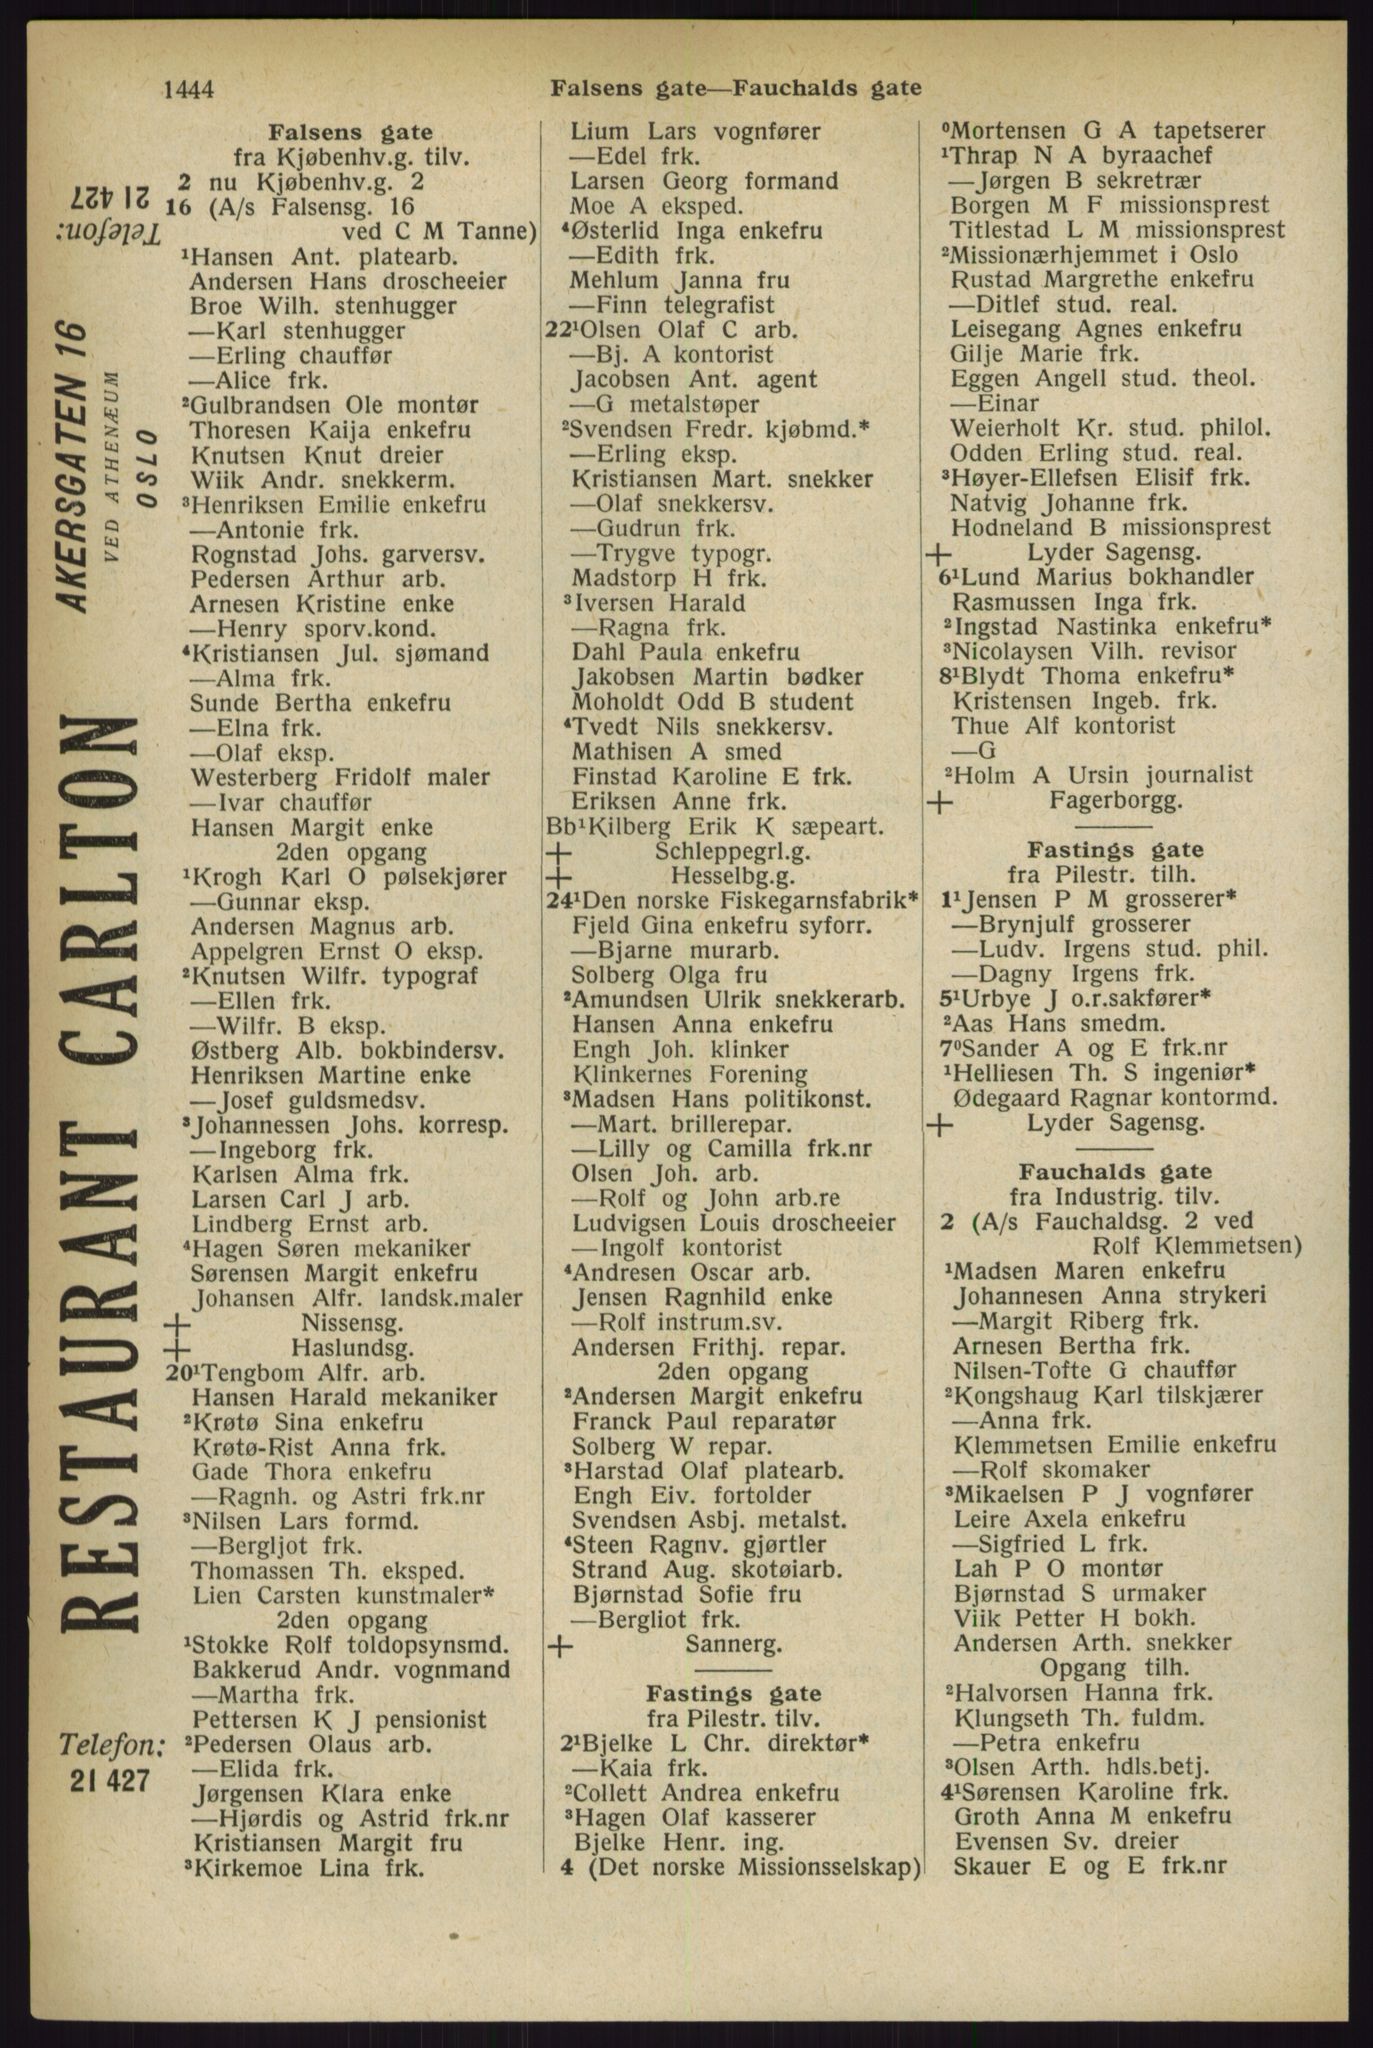 1444
Falsens gate—Fauchalds gate
Falsens gate
fra Kjøbenhv.g. tilv.
2 nu Kjøbenhv.g. 2
16 (A/s Falsensg. 16
ved C M Tanne)
¹Hansen Ant. platearb.
Andersen Hans droscheeier
Broe Wilh. stenhugger
—Karl stenhugger
—Erling chauffør
—Alice frk.
²Gulbrandsen Ole montør
Thoresen Kaija enkefru
Knutsen Knut dreier
Wiik Andr. snekkerm.
³Henriksen Emilie enkefru
—Antonie frk.
Rognstad Johs. garversv.
Pedersen Arthur arb.
Arnesen Kristine enke
—Henry sporv.kond.
⁴Kristiansen Jul. sjømand
—Alma frk.
Sunde Bertha enkefru
—Elna frk.
—Olaf eksp.
Westerberg Fridolf maler
—Ivar chauffør
Hansen Margit enke
2den opgang
¹Krogh Karl O pølsekjører
—Gunnar eksp.
Andersen Magnus arb.
Appelgren Ernst O eksp.
²Knutsen Wilfr. typograf
—Ellen frk.
—Wilfr. B eksp.
Østberg Alb. bokbindersv.
Henriksen Martine enke
—Josef guldsmedsv.
³Johannessen Johs. korresp.
—Ingeborg frk.
Karlsen Alma frk.
Larsen Carl J arb.
Lindberg Ernst arb.
⁴Hagen Søren mekaniker
Sørensen Margit enkefru
Johansen Alfr. landsk.maler
+ Nissensg.
+ Haslundsg.
20¹Tengbom Alfr. arb.
Hansen Harald mekaniker
²Krøtø Sina enkefru
Krøtø-Rist Anna frk.
Gade Thora enkefru
—Ragnh. og Astri frk.nr
³Nilsen Lars formd.
—Bergljot frk.
Thomassen Th. eksped.
Lien Carsten kunstmaler*
2den opgang
¹Stokke Rolf toldopsynsmd.
Bakkerud Andr. vognmand
—Martha frk.
Pettersen K J pensionist
²Pedersen Olaus arb.
—Elida frk.
Jørgensen Klara enke
—Hjørdis og Astrid frk.nr
Kristiansen Margit fru
³Kirkemoe Lina frk.
Lium Lars vognfører
—Edel frk.
Larsen Georg formand
Moe A eksped.
⁴Østerlid Inga enkefru
—Edith frk.
Mehlum Janna fru
—Finn telegrafist
22¹Olsen Olaf C arb.
—Bj. A kontorist
Jacobsen Ant. agent
—G metalstøper
²Svendsen Fredr. kjøbmd.*
—Erling eksp.
Kristiansen Mart. snekker
—Olaf snekkersv.
—Gudrun frk.
—Trygve typogr.
Madstorp H frk.
³Iversen Harald
—Ragna frk.
Dahl Paula enkefru
Jakobsen Martin bødker
Moholdt Odd B student
⁴Tvedt Nils snekkersv.
Mathisen A smed
Finstad Karoline E frk.
Eriksen Anne frk.
Bb¹Kilberg Erik K sæpeart.
+ Schleppegrl.g.
+ Hesselbg.g.
24¹Den norske Fiskegarnsfabrik*
Fjeld Gina enkefru syforr.
—Bjarne murarb.
Solberg Olga fru
²Amundsen Ulrik snekkerarb.
Hansen Anna enkefru
Engh Joh. klinker
Klinkernes Forening
³Madsen Hans politikonst.
—Mart. brillerepar.
—Lilly og Camilla frk.nr
Olsen Joh. arb.
—Rolf og John arb.re
Ludvigsen Louis droscheeier
—Ingolf kontorist
⁴Andresen Oscar arb.
Jensen Ragnhild enke
—Rolf instrum.sv.
Andersen Frithj. repar.
2den opgang
²Andersen Margit enkefru
Franck Paul reparatør
Solberg W repar.
³Harstad Olaf platearb.
Engh Eiv. fortolder
Svendsen Asbj. metalst.
⁴Steen Ragnv. gjørtler
Strand Aug. skotøiarb.
Bjørnstad Sofie fru
—Bergliot frk.
+ Sannerg.
Fastings gate
fra Pilestr. tilv.
2¹Bjelke L Chr. direktør*
—Kaia frk.
²Collett Andrea enkefru
³Hagen Olaf kasserer
Bjelke Henr. ing.
4 (Det norske Missionsselskap)
⁰Mortensen G A tapetserer
¹Thrap N A byraachef
—Jørgen B sekretrær
Borgen M F missionsprest
Titlestad L M missionsprest
²Missionærhjemmet i Oslo
Rustad Margrethe enkefru
—Ditlef stud. real.
Leisegang Agnes enkefru
Gilje Marie frk.
Eggen Angell stud. theol.
—Einar
Weierholt Kr. stud. philol.
Odden Erling stud. real.
³Høyer-Ellefsen Elisif frk.
Natvig Johanne frk.
Hodneland B missionsprest
+ Lyder Sagensg.
6¹Lund Marius bokhandler
Rasmussen Inga frk.
²Ingstad Nastinka enkefru*
³Nicolaysen Vilh. revisor
8¹Blydt Thoma enkefru*
Kristensen Ingeb. frk.
Thue Alf kontorist
—G
²Holm A Ursin journalist
+ Fagerborgg.
Fastings gate
fra Pilestr. tilh.
1¹Jensen P M grosserer*
—Brynjulf grosserer
—Ludv. Irgens stud. phil.
—Dagny Irgens frk.
5¹Urbye J o.r.sakfører*
²Aas Hans smedm.
7⁰Sander A og E frk.nr
¹Helliesen Th. S ingeniør*
Ødegaard Ragnar kontormd.
+ Lyder Sagensg.
Fauchalds gate
fra Industrig. tilv.
2 (A/s Fauchaldsg. 2 ved
Rolf Klemmetsen)
¹Madsen Maren enkefru
Johannesen Anna strykeri
—Margit Riberg frk.
Arnesen Bertha frk.
Nilsen-Tofte G chauffør
²Kongshaug Karl tilskjærer
—Anna frk.
Klemmetsen Emilie enkefru
—Rolf skomaker
³Mikaelsen P J vognfører
Leire Axela enkefru
—Sigfried L frk.
Lah P O montør
Bjørnstad S urmaker
Viik Petter H bokh.
Andersen Arth. snekker
Opgang tilh.
²Halvorsen Hanna frk.
Klungseth Th. fuldm.
—Petra enkefru
³Olsen Arth. hdls.betj.
4¹Sørensen Karoline frk.
Groth Anna M enkefru
Evensen Sv. dreier
Skauer E og E frk.nr
Telefon:
21 427
RESTAURANT CARLTON
AKERSGATEN 16
VED ATHENÆUM
OSLO
Telefon:
21 427